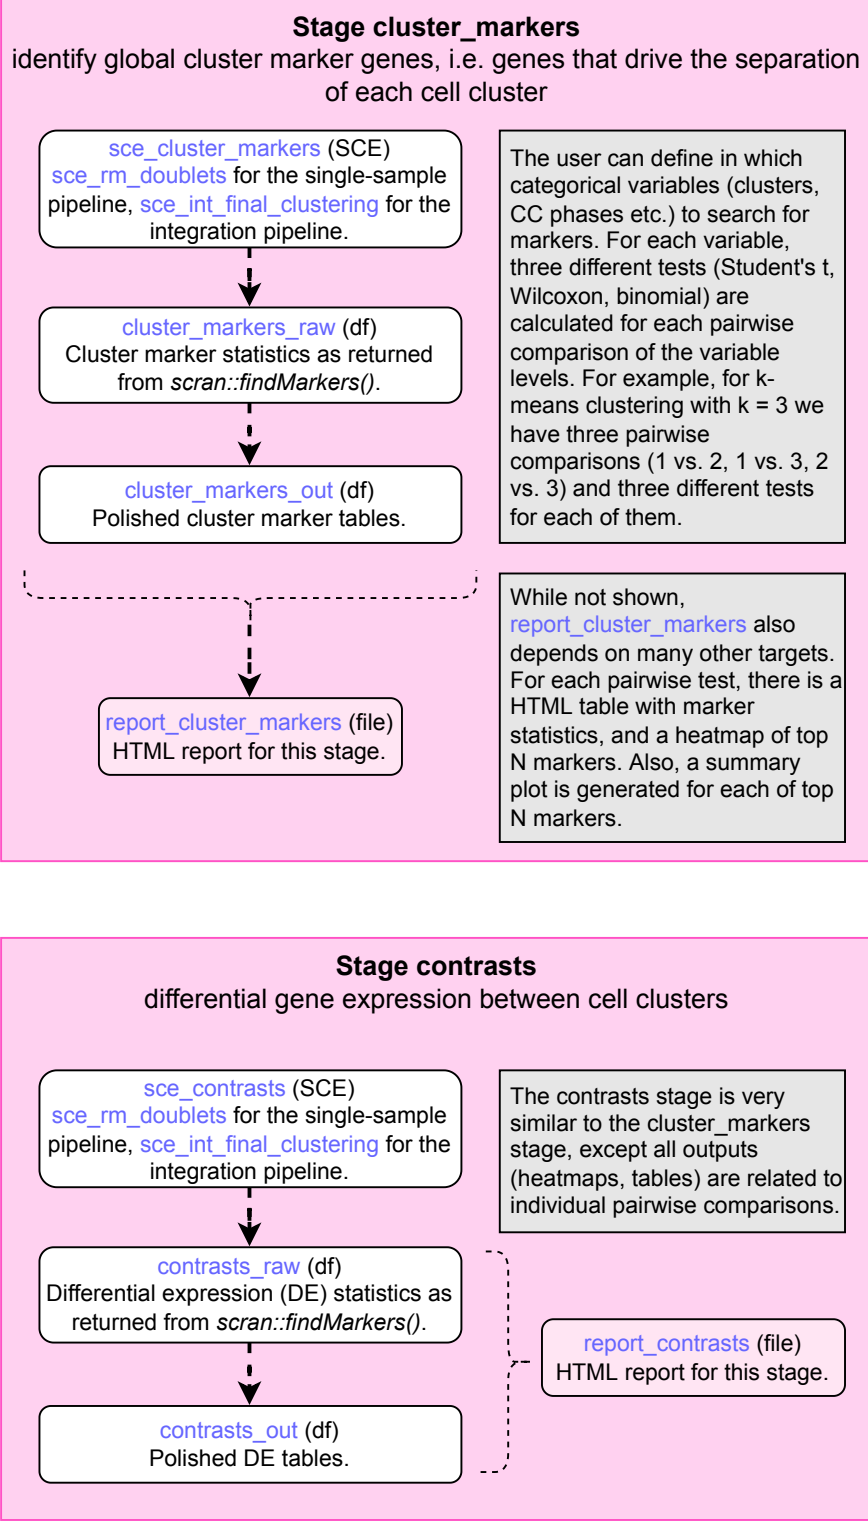 Stage cluster_markers
identify global cluster marker genes, i.e. genes that drive the separation
of each cell cluster
sce_cluster_markers (SCE)
sce_rm_doublets for the single-sample
pipeline, sce_int_final_clustering for the
integration pipeline.
cluster_markers_raw (df)
Cluster marker statistics as returned
from scran::findMarkers().
cluster_markers_out (df)
Polished cluster marker tables.
report_cluster_markers (file)
HTML report for this stage.
The user can define in which
categorical variables (clusters,
CC phases etc.) to search for
markers. For each variable,
three different tests (Student's t,
Wilcoxon, binomial) are
calculated for each pairwise
comparison of the variable
levels. For example, for k-
means clustering with k = 3 we
have three pairwise
comparisons (1 vs. 2, 1 vs. 3, 2
vs. 3) and three different tests
for each of them.
While not shown,
report_cluster_markers also
depends on many other targets.
For each pairwise test, there is a
HTML table with marker
statistics, and a heatmap of top
N markers. Also, a summary
plot is generated for each of top
N markers.
Stage contrasts
differential gene expression between cell clusters
sce_contrasts (SCE)
sce_rm_doublets for the single-sample
pipeline, sce_int_final_clustering for the
integration pipeline.
contrasts_raw (df)
Differential expression (DE) statistics as
returned from scran::findMarkers().
contrasts_out (df)
Polished DE tables.
The contrasts stage is very
similar to the cluster_markers
stage, except all outputs
(heatmaps, tables) are related to
individual pairwise comparisons.
report_contrasts (file)
HTML report for this stage.